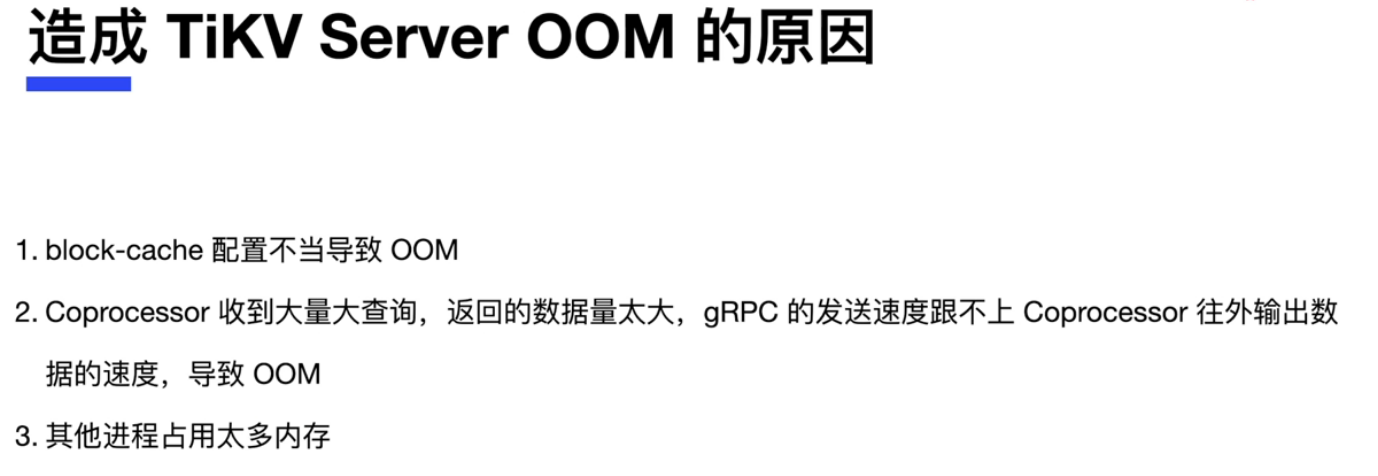 造成 TiKV Server OOM 的原因
1. block-cache 配置不当导致 OOM
2. Coprocessor 收到大量大查询，返回的数据量太大，gRPC 的发送速度跟不上 Coprocessor 往外输出数
据的速度，导致 OOM
3. 其他进程占用太多内存